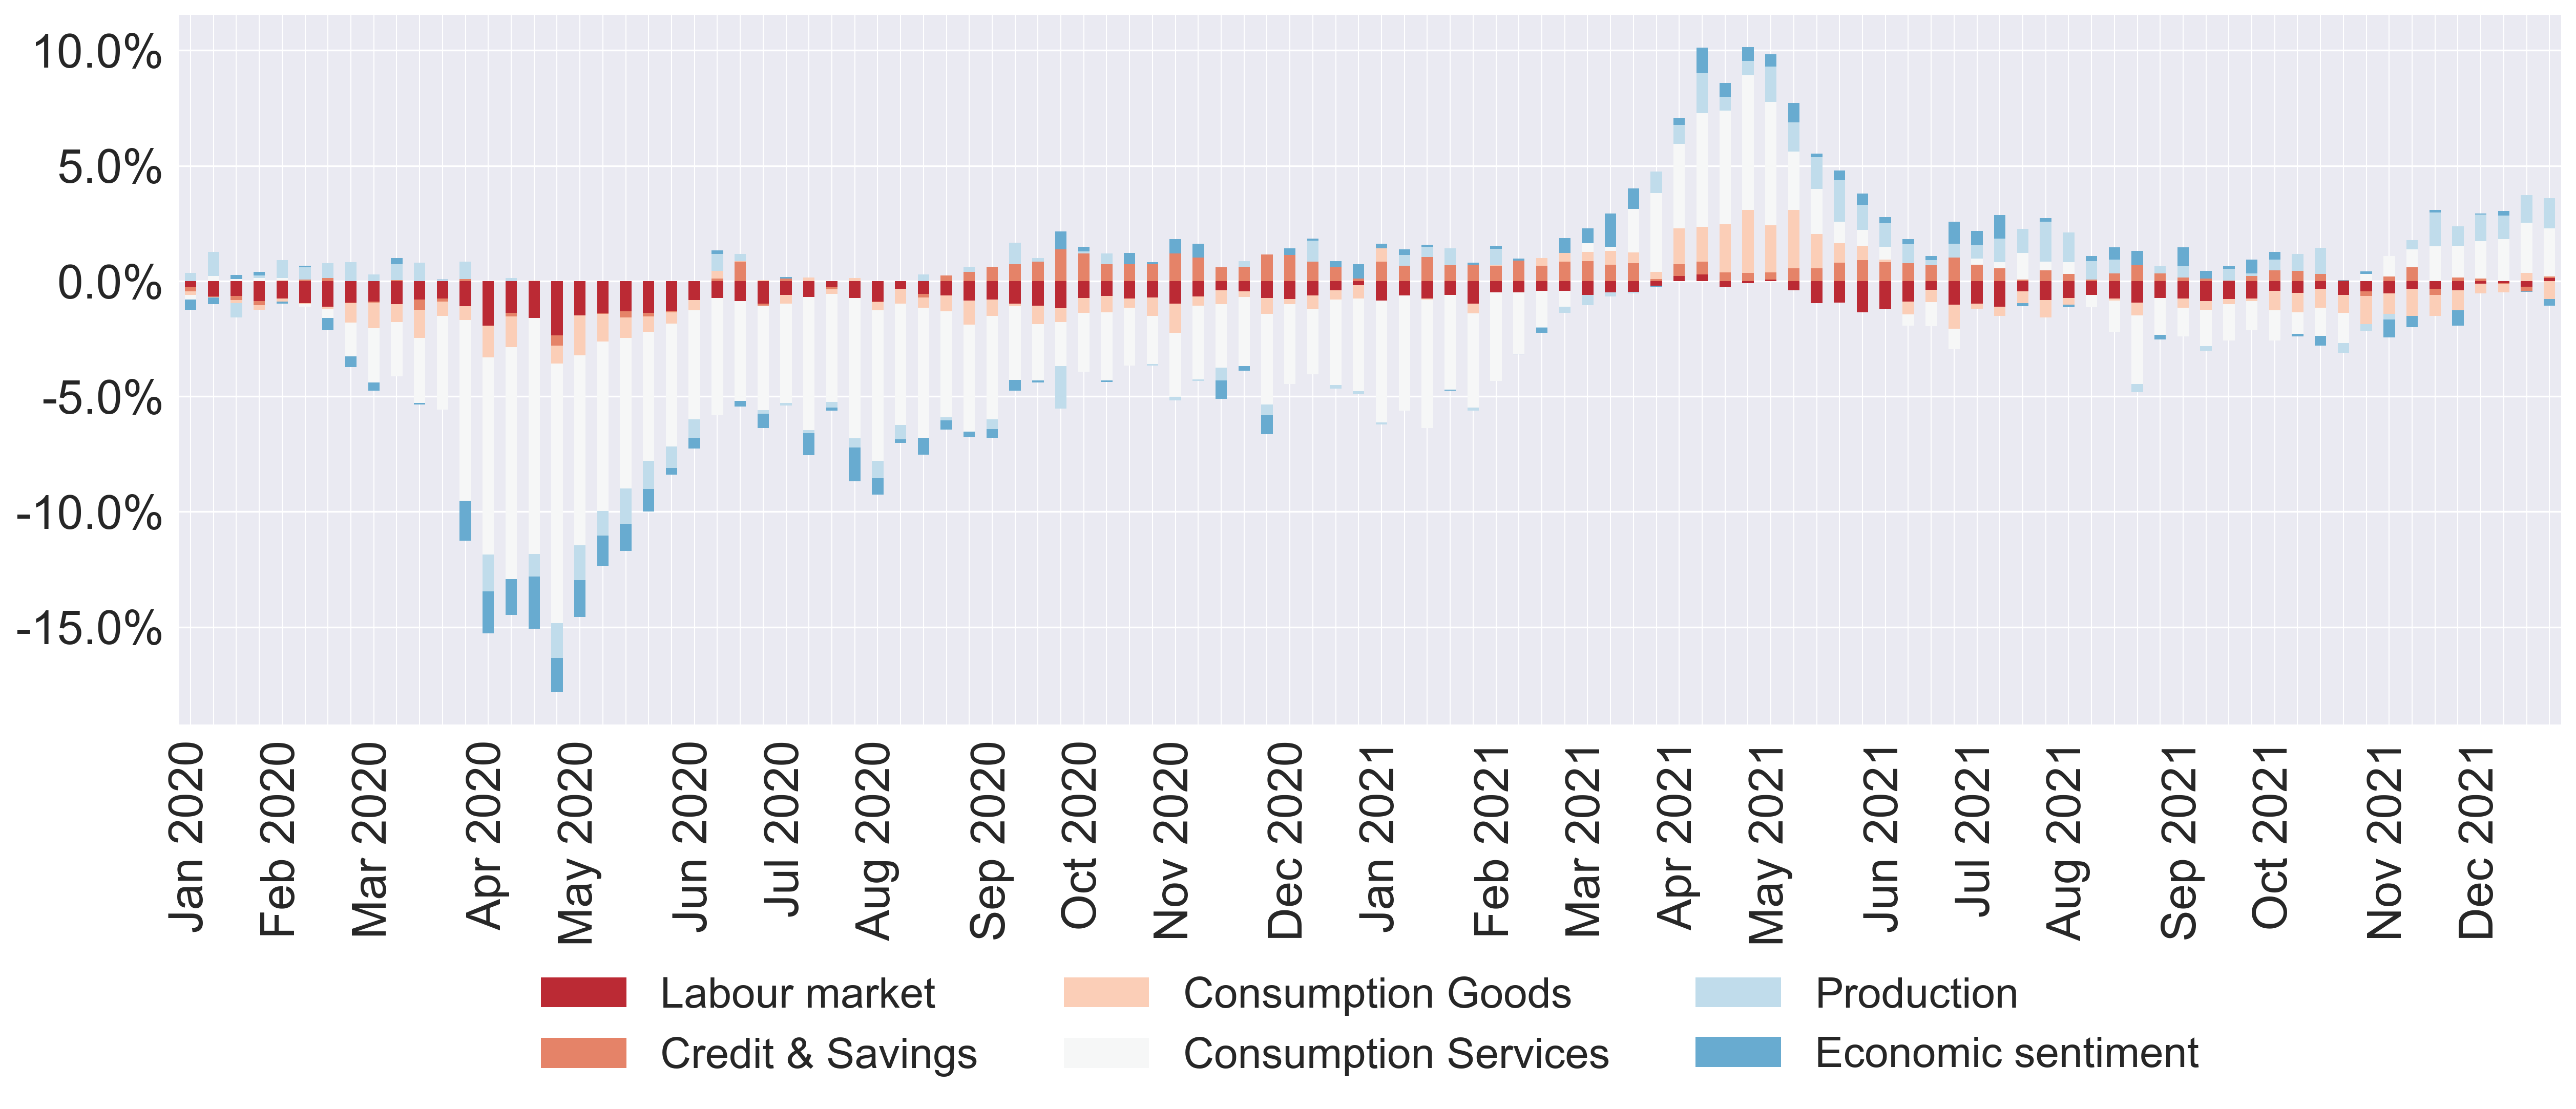 10.0%
5.0%
0.0%
-5.0%
-10.0%
-15.0%
Jan 2020
Feb 2020
Mar 2020
Apr 2020
May 2020
Jun 2020
Jul 2020
Aug 2020
Sep 2020
Oct 2020
Nov 2020
Dec 2020
Jan 2021
Feb 2021
Mar 2021
Apr 2021
May 2021
Jun 2021
Jul 2021
Aug 2021
Sep 2021
Oct 2021
Nov 2021
Dec 2021
Labour market
Credit & Savings
Consumption Goods
Consumption Services
Production
Economic sentiment